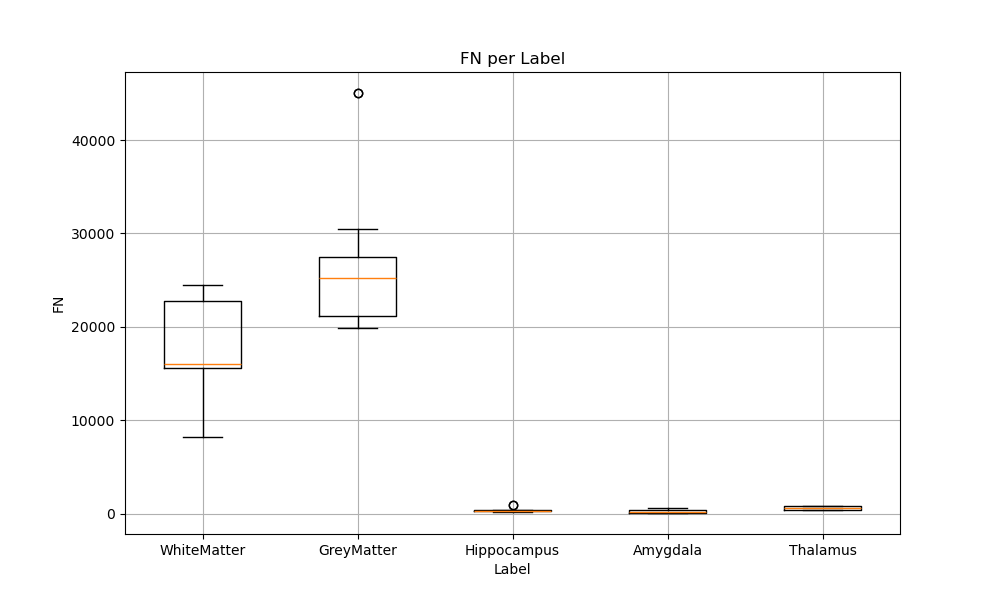 FN per Label
FN
40000
30000
20000
10000
0
WhiteMatter
GreyMatter
Hippocampus
Amygdala
Thalamus
Label